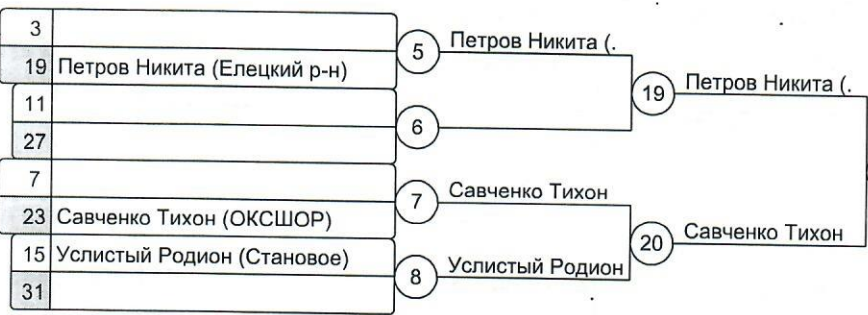 3
19 Петров Никита (Елецкий р-н)
5 Петров Никита (.
11
27
6
19 Петров Никита (.
7
23 Савченко Тихон (ОКСШОР)
7 Савченко Тихон
15 Услистый Родион (Становое)
31
8 Услистый Родион
20 Савченко Тихон